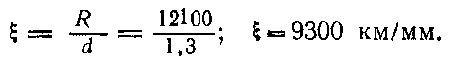 ξ = R/d = 12100/1,3; ξ = 9300 км/мм.